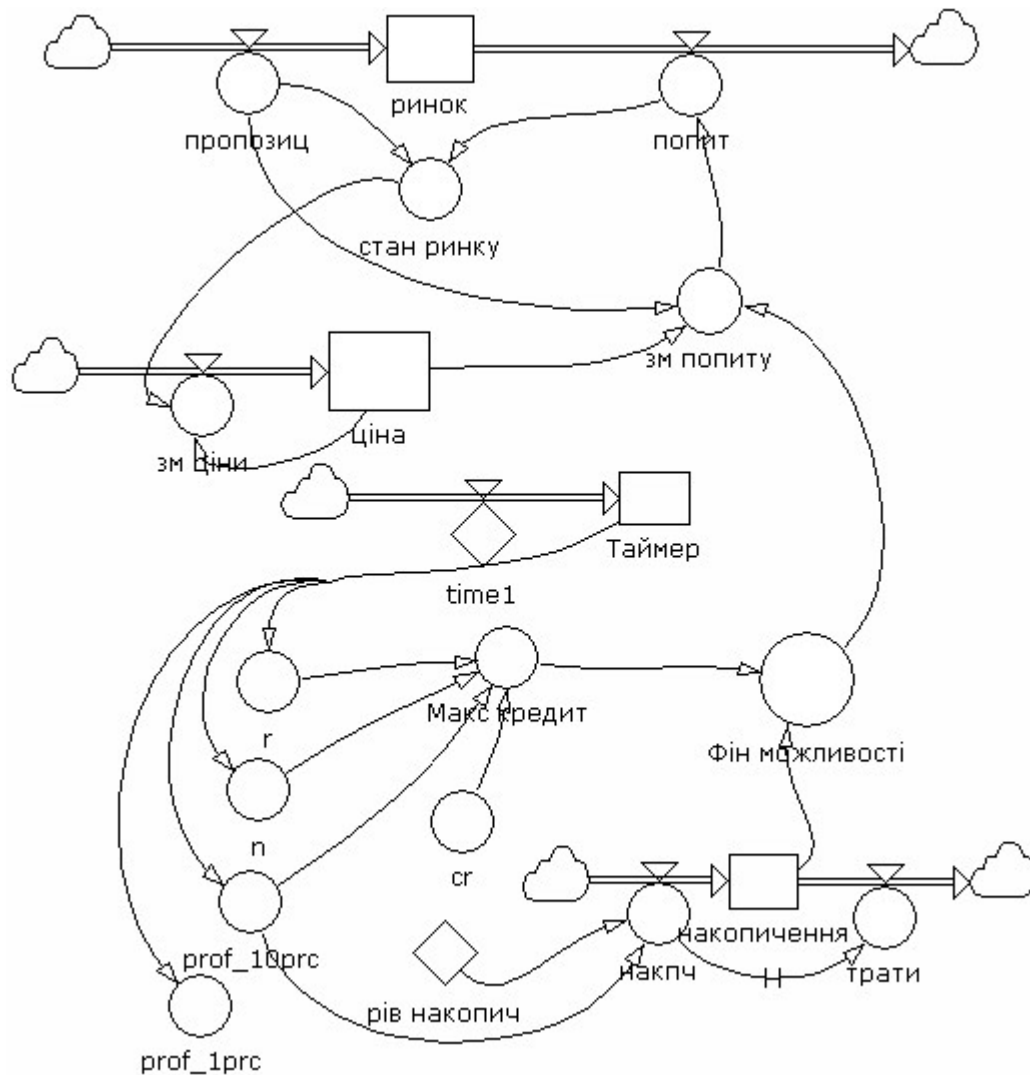 ринок
пропозиц
попит
стан ринку
зм попиту
ціна
зм ціни
Таймер
time1
Макс кредит
r
Фін можливості
n
cr
накопичення
prof_10prc
накпч
трати
рів накопич
prof_1prc